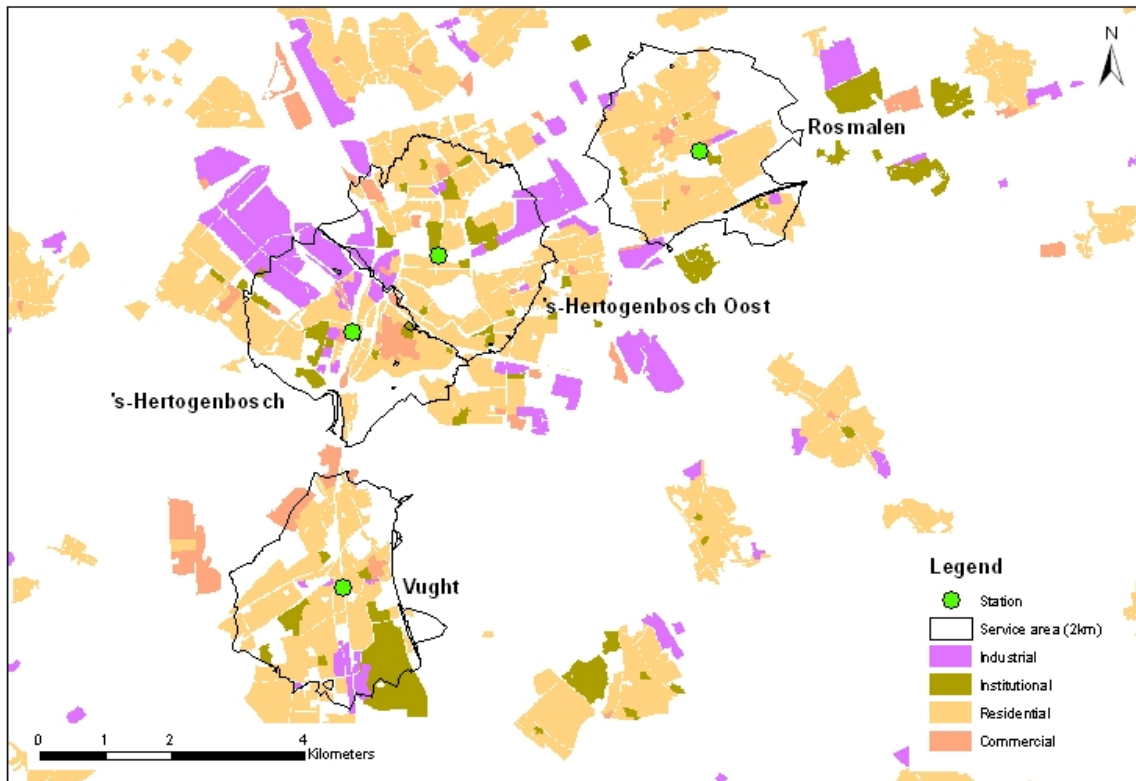 N
Rosmalen
's-Hertogenbosch Oost
's-Hertogenbosch
Vught
Legend
Station
Service area (2km)
Industrial
Institutional
Residential
Commercial
0 1 2 4
Kilometers